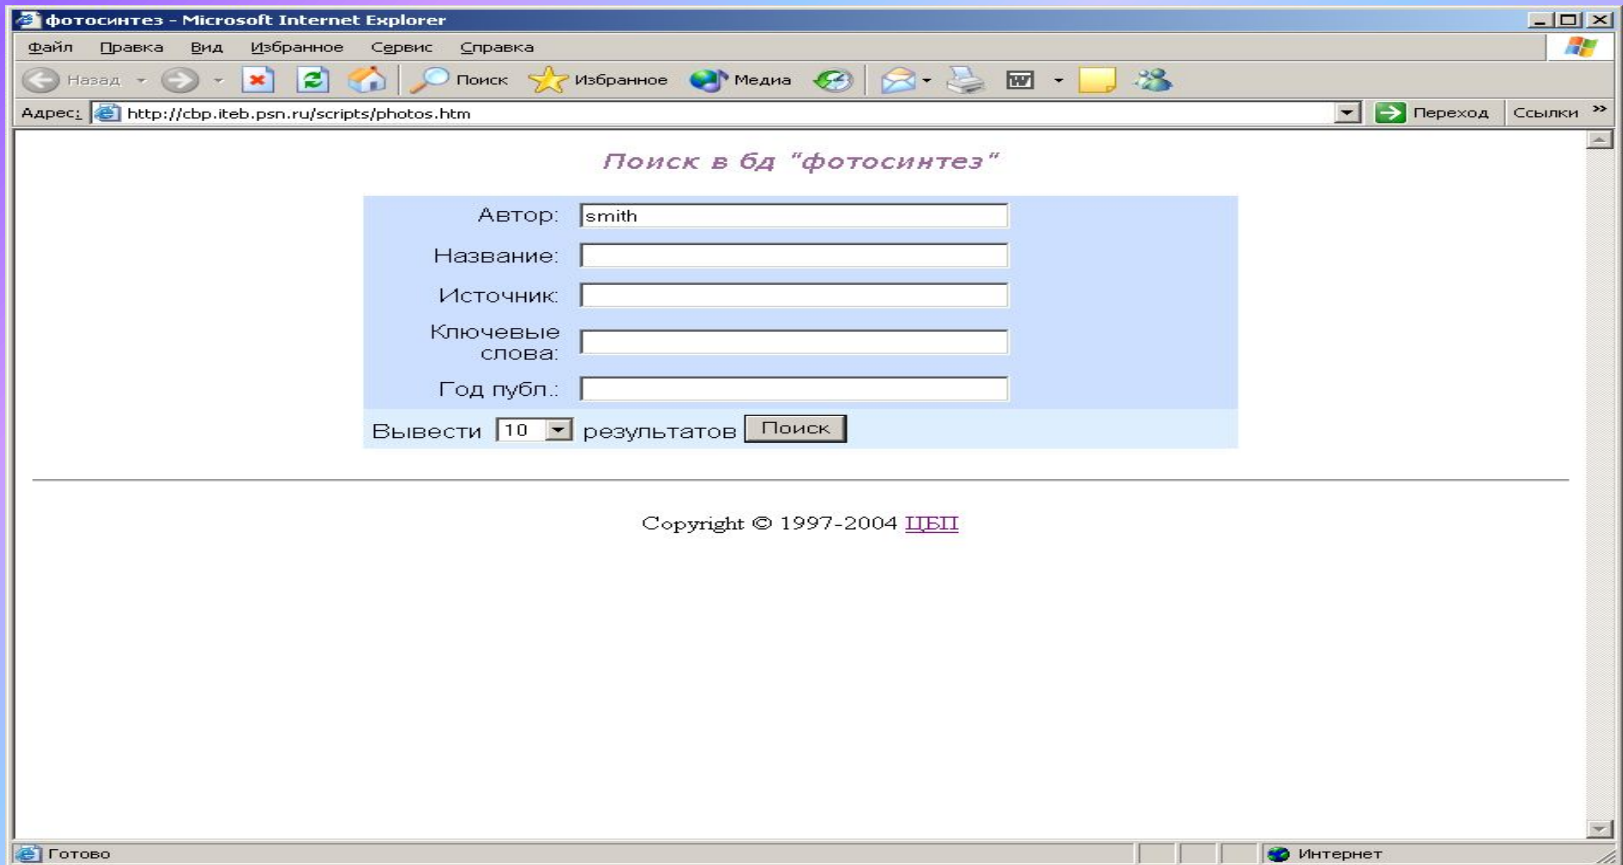 фотосинтез - Microsoft Internet Explorer
Файл Правка Вид Избранное Сервис Справка
Назад Поиск Избранное Медиа
Адрес: http://cbp.iteb.psn.ru/scripts/photos.htm Переход Ссылки »
Поиск в бд "фотосинтез"
Автор: smith
Название:
Источник:
Ключевые
слова:
Год публ.:
Вывести 10 результатов Поиск
Copyright © 1997-2004 ЦБП
Готово Интернет